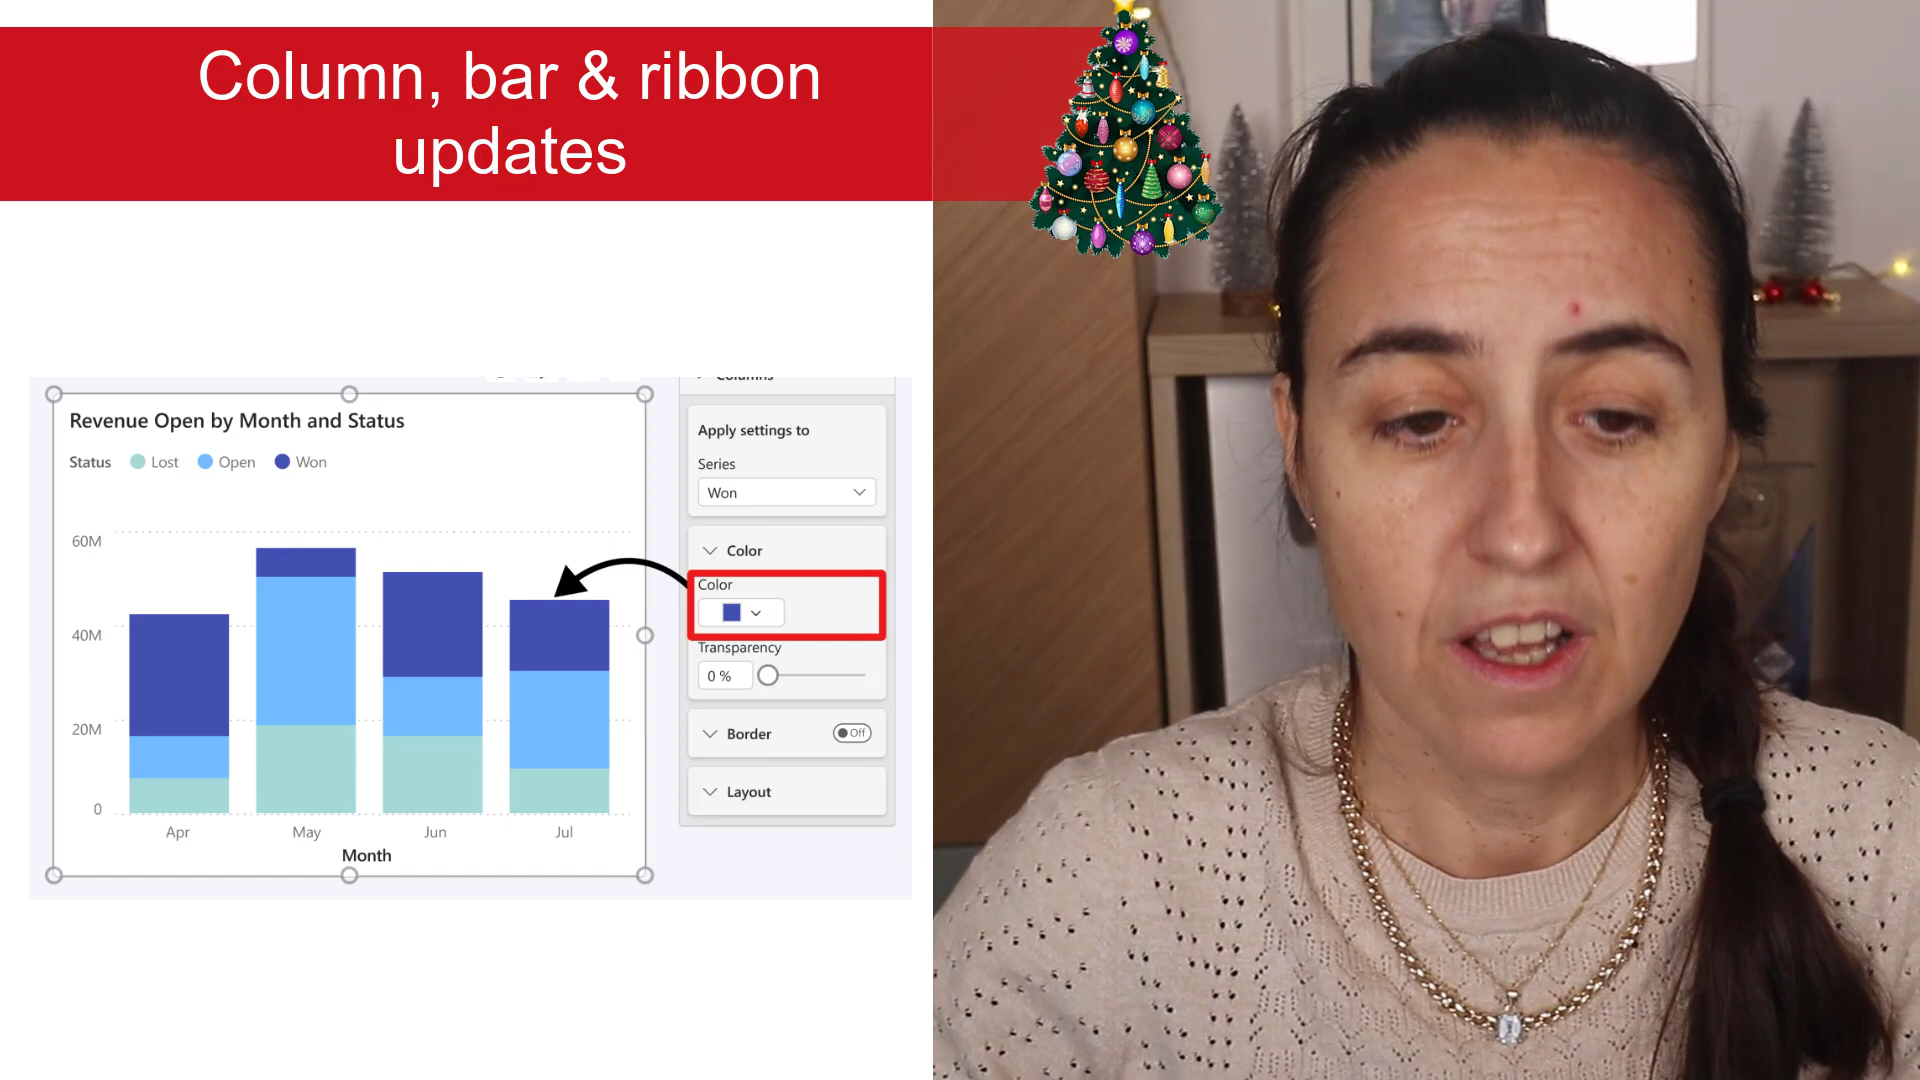 Column, bar & ribbon
updates
Revenue Open by Month and Status
Status Lost Open Won
60M
40M
20M
0
Apr May Jun Jul
Month
Columns
Apply settings to
Series
Won
Color
Color
Transparency
0 %
Border Off
Layout